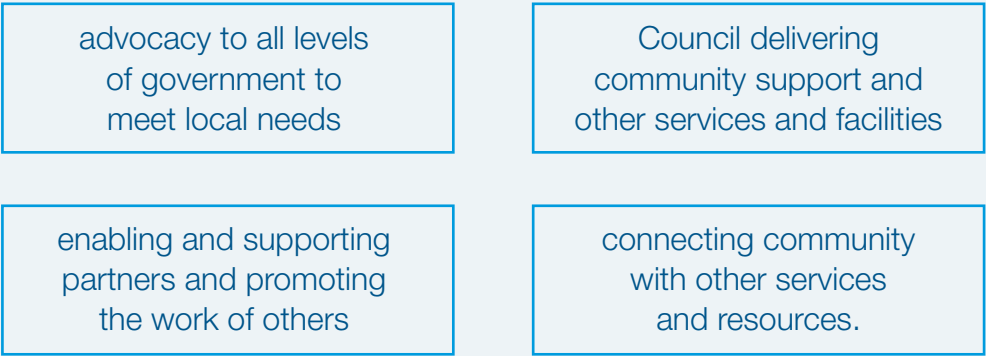 advocacy to all levels
of government to
meet local needs
Council delivering
community support and
other services and facilities
enabling and supporting
partners and promoting
the work of others
connecting community
with other services
and resources.